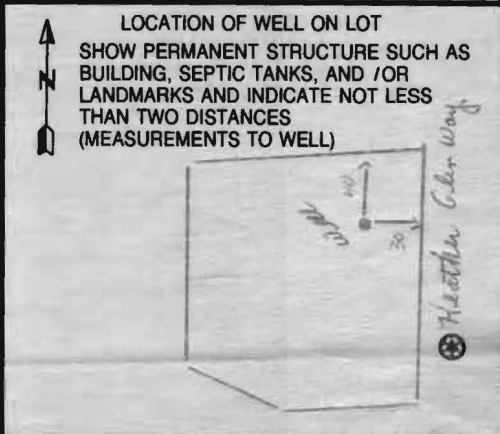 LOCATION OF WELL ON LOT
SHOW PERMANENT STRUCTURE SUCH AS
BUILDING, SEPTIC TANKS, AND /OR
LANDMARKS AND INDICATE NOT LESS
THAN TWO DISTANCES
(MEASUREMENTS TO WELL)
N
40
well
30
Heather Glen Way.